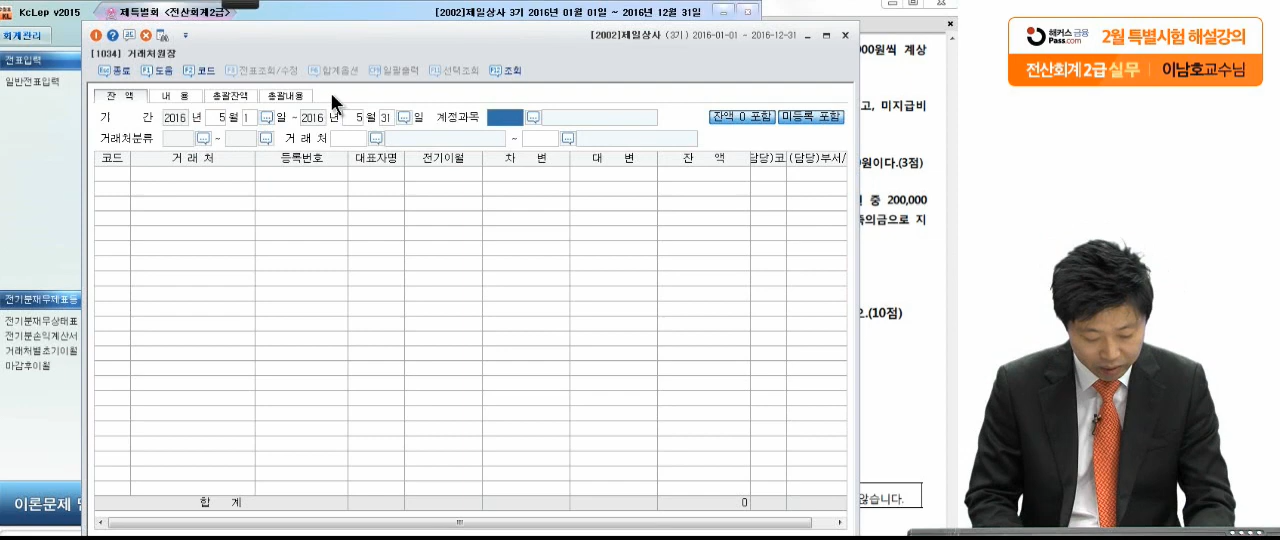 KcLep v2015
제특별회 <전산회계2급>
[2002]제일상사 3기 2016년 01월 01일 ~ 2016년 12월 31일
회계관리
전표입력
일반전표입력
전기분재무제표등
전기분재무상태표
전기분손익계산서
거래처별초기이월
마감후이월
이론문제
[2002]제일상사 (3기) 2016-01-01 ~ 2016-12-31
[1034] 거래처원장
Esc 종료 F1 도움 F2 코드 F3 전표조회/수정 F6 합계옵션 일괄출력 F11 선택조회 F12 조회
잔 액 내 용 총괄잔액 총괄내용
기 간 2016 년 5 월 1 일 ~ 2016 년 5 월 31 일 계정과목 잔액 0 포함 미등록 포함
거래처분류 ~ 거 래 처 ~
코드 거 래 처 등록번호 대표자명 전기이월 차 변 대 변 잔 액 담당)코 (담당)부서/
합 계 0
00원씩 계상
고, 미지급비
원이다.(3점)
중 200,000
축의금으로 지
오.(10점)
않습니다.
해커스 금융
Pass.com
2월 특별시험 해설강의
전산회계 2급 실무 이남호교수님